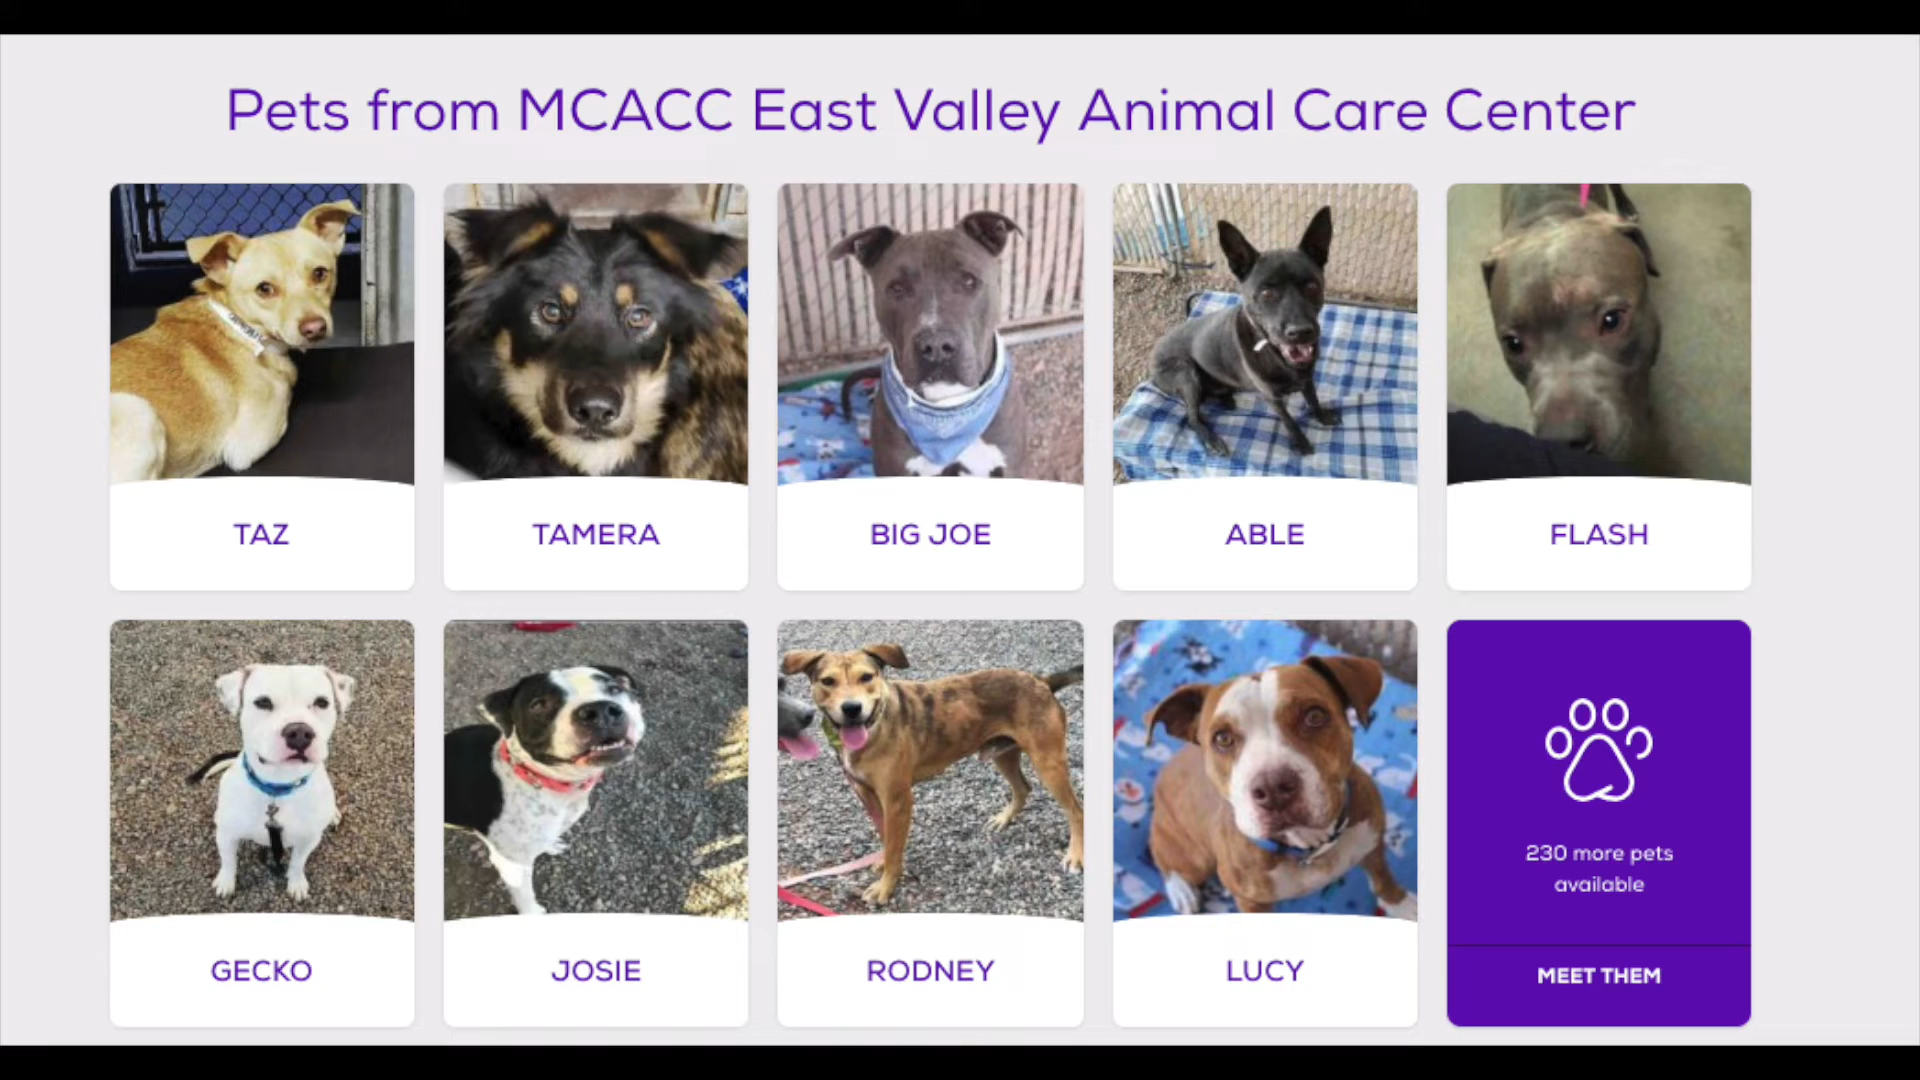 Pets from MCACC East Valley Animal Care Center
TAZ
TAMERA
BIG JOE
ABLE
FLASH
GECKO
JOSIE
RODNEY
LUCY
230 more pets
available
MEET THEM